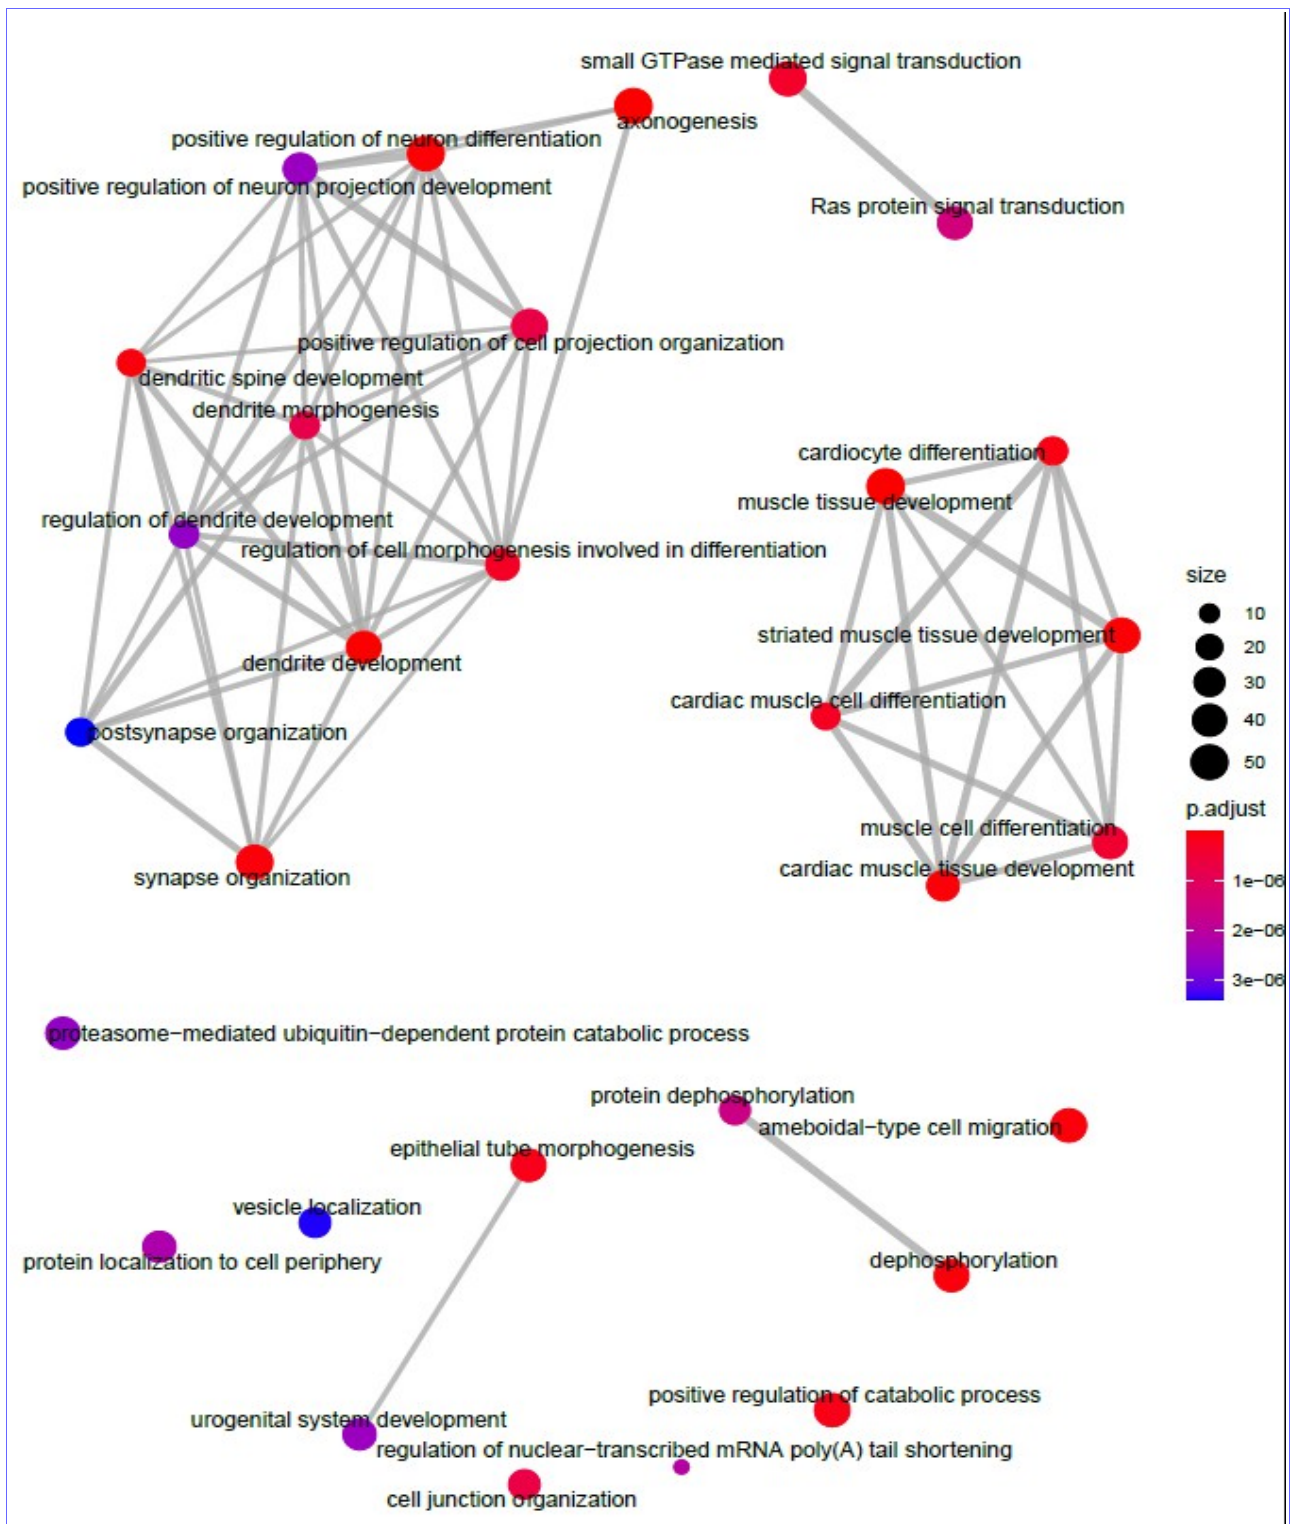 small GTPase mediated signal transduction
axonogenesis
positive regulation of neuron differentiation
positive regulation of neuron projection development
Ras protein signal transduction
positive regulation of cell projection organization
dendritic spine development
dendrite morphogenesis
cardiocyte differentiation
muscle tissue development
regulation of dendrite development
regulation of cell morphogenesis involved in differentiation
size
10
20
30
40
50
striated muscle tissue development
dendrite development
cardiac muscle cell differentiation
postsynapse organization
p.adjust
1e−06
2e−06
3e−06
muscle cell differentiation
cardiac muscle tissue development
synapse organization
proteasome−mediated ubiquitin−dependent protein catabolic process
protein dephosphorylation
ameboidal−type cell migration
epithelial tube morphogenesis
vesicle localization
protein localization to cell periphery
dephosphorylation
positive regulation of catabolic process
urogenital system development
regulation of nuclear−transcribed mRNA poly(A) tail shortening
cell junction organization